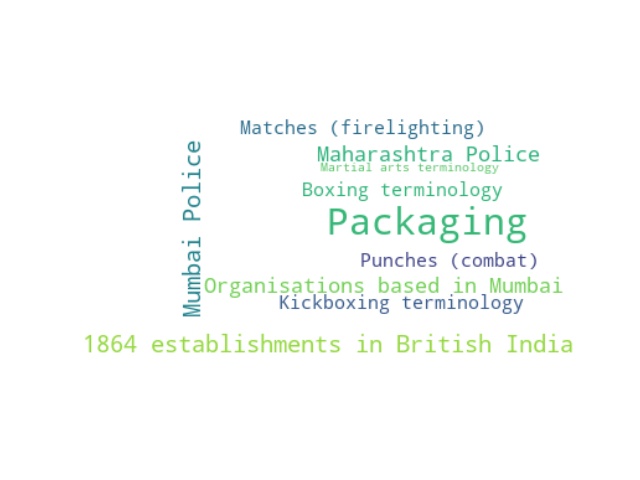 Matches (firelighting)
Maharashtra Police
Martial arts terminology
Mumbai Police
Boxing terminology
Packaging
Punches (combat)
Organisations based in Mumbai
Kickboxing terminology
1864 establishments in British India